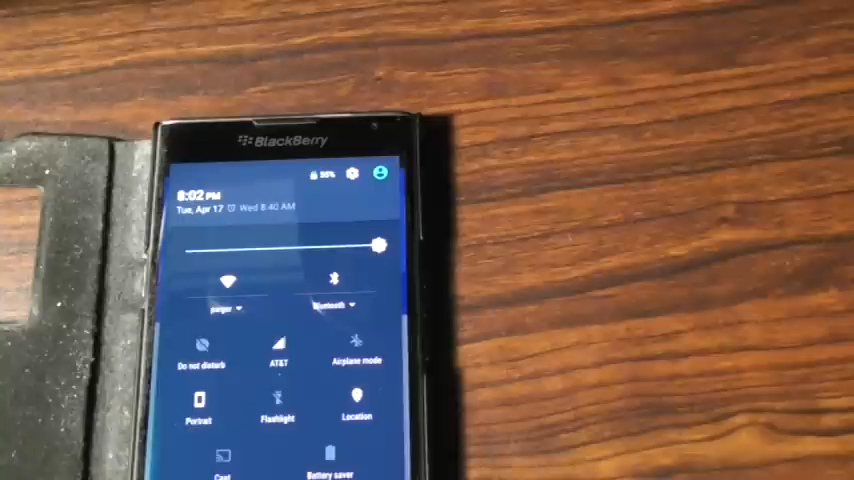 BlackBerry
55%
8:02 PM
Tue, Apr 17 Wed 8:40 AM
Bluetooth
Do not disturb AT&T Airplane mode
Portrait Flashlight Location
Cast Battery saver